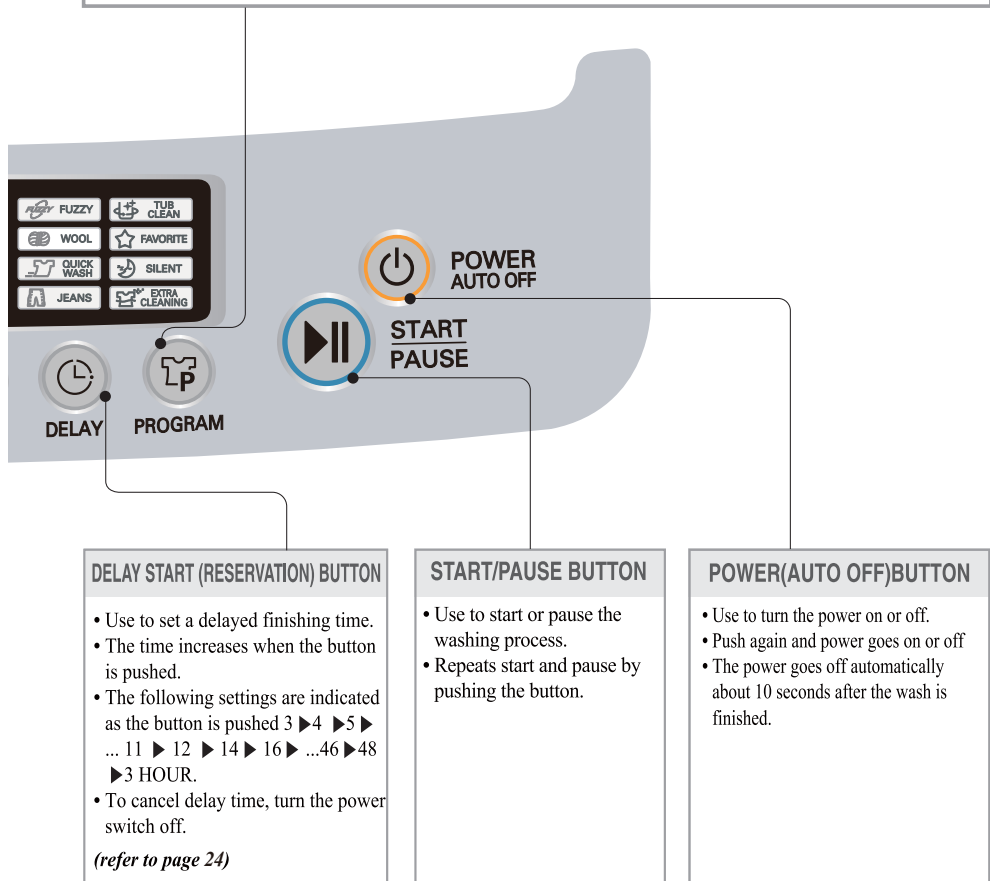 FUZZY FUZZY
TUB
CLEAN
WOOL
FAVORITE
QUICK
WASH
SILENT
JEANS
EXTRA
CLEANING
POWER
AUTO OFF
START
PAUSE
P
DELAY
PROGRAM
DELAY START (RESERVATION) BUTTON
• Use to set a delayed finishing time.
• The time increases when the button
is pushed.
• The following settings are indicated
as the button is pushed 3 ▶4 ▶5 ▶
... 11 ▶ 12 ▶ 14 ▶ 16 ▶ ...46 ▶48
▶3 HOUR.
• To cancel delay time, turn the power
switch off.
(refer to page 24)
START/PAUSE BUTTON
• Use to start or pause the
washing process.
• Repeats start and pause by
pushing the button.
POWER(AUTO OFF)BUTTON
• Use to turn the power on or off.
• Push again and power goes on or off
• The power goes off automatically
about 10 seconds after the wash is
finished.